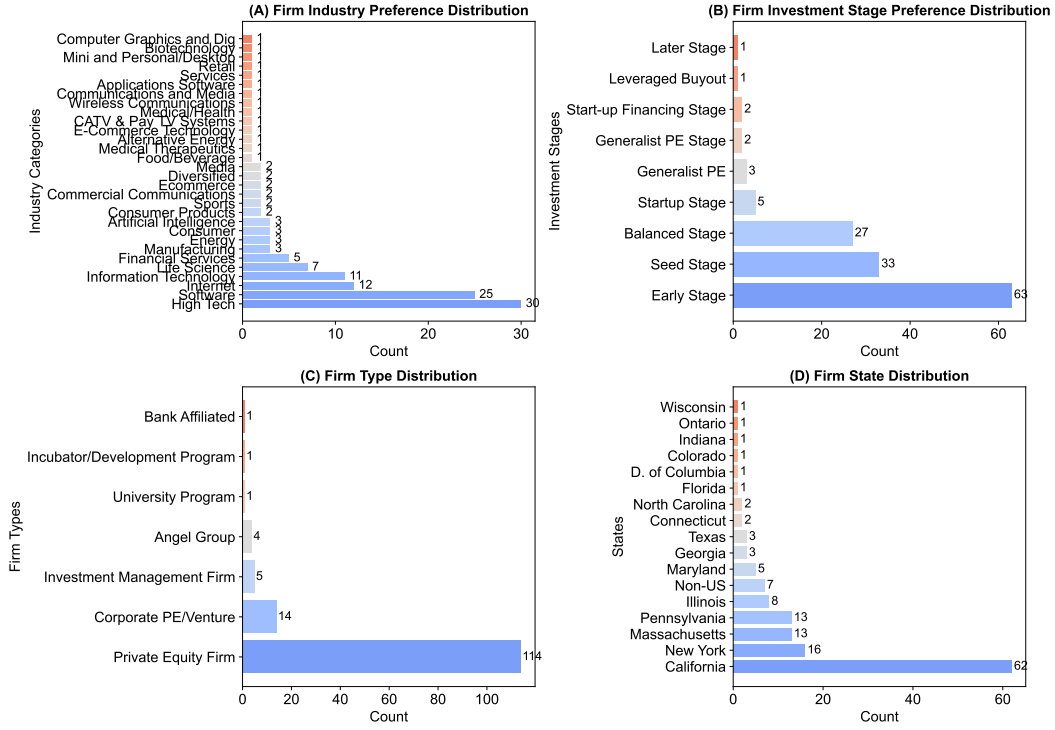 (A) Firm Industry Preference Distribution
Industry Categories
Computer Graphics and Dig 1
Biotechnology 1
Mini and Personal/Desktop 1
Retail 1
Services 1
Applications Software 1
Communications and Media 1
Wireless Communications 1
Medical/Health 1
CATV & Pay TV Systems 1
E-Commerce Technology 1
Alternative Energy 1
Medical Therapeutics 1
Food/Beverage 1
Media 2
Diversified 2
Ecommerce 2
Commercial Communications 2
Sports 2
Consumer Products 2
Artificial Intelligence 3
Consumer 3
Energy 3
Manufacturing 3
Financial Services 5
Life Science 7
Information Technology 11
Internet 12
Software 25
High Tech 30
0 10 20 30
Count
(B) Firm Investment Stage Preference Distribution
Investment Stages
Later Stage 1
Leveraged Buyout 1
Start-up Financing Stage 2
Generalist PE Stage 2
Generalist PE 3
Startup Stage 5
Balanced Stage 27
Seed Stage 33
Early Stage 63
0 20 40 60
Count
(C) Firm Type Distribution
Firm Types
Bank Affiliated 1
Incubator/Development Program 1
University Program 1
Angel Group 4
Investment Management Firm 5
Corporate PE/Venture 14
Private Equity Firm 114
0 20 40 60 80 100
Count
(D) Firm State Distribution
States
Wisconsin 1
Ontario 1
Indiana 1
Colorado 1
D. of Columbia 1
Florida 1
North Carolina 2
Connecticut 2
Texas 3
Georgia 3
Maryland 5
Non-US 7
Illinois 8
Pennsylvania 13
Massachusetts 13
New York 16
California 62
0 20 40 60
Count